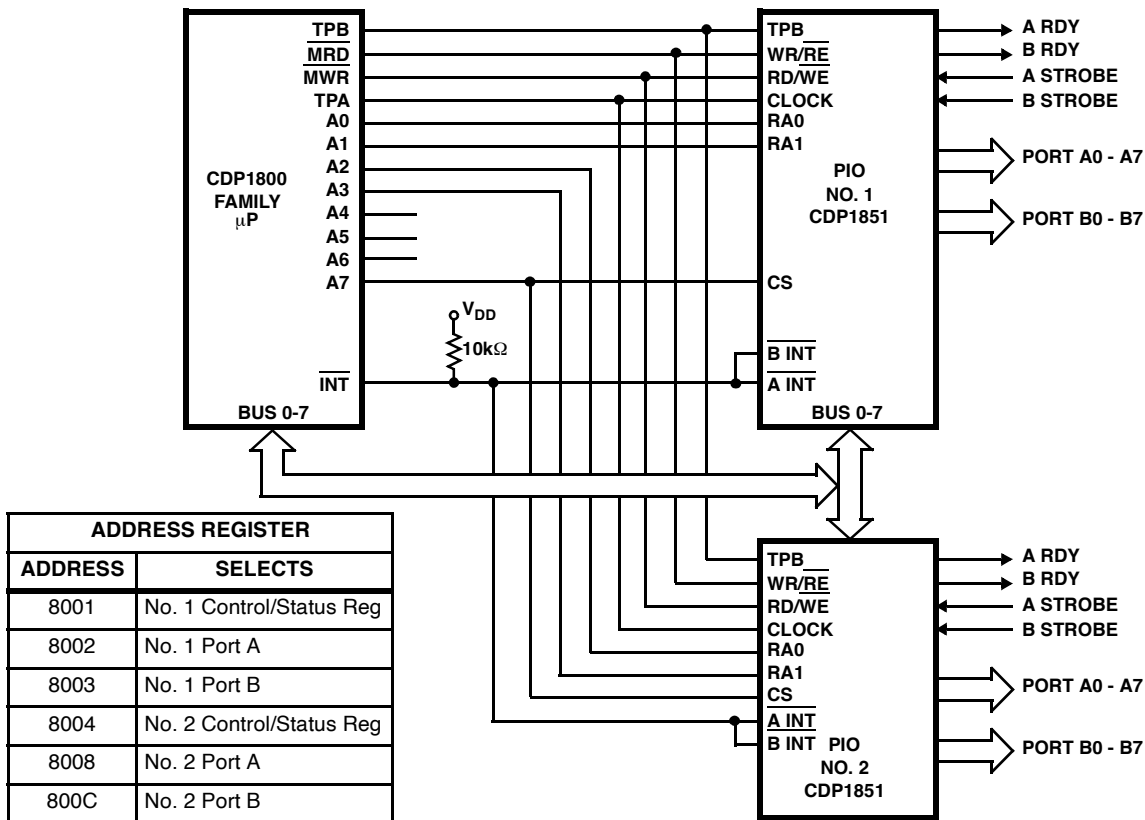 TPB
MRD
MWR
TPA
A0
A1
A2
A3
A4
A5
A6
A7
INT
BUS 0-7
CDP1800
FAMILY
μP
VDD
10kΩ
TPB
WR/RE
RD/WE
CLOCK
RA0
RA1
CS
B INT
A INT
BUS 0-7
PIO
NO. 1
CDP1851
A RDY
B RDY
A STROBE
B STROBE
PORT A0 - A7
PORT B0 - B7
TPB
WR/RE
RD/WE
CLOCK
RA0
RA1
CS
A INT
B INT
PIO
NO. 2
CDP1851
A RDY
B RDY
A STROBE
B STROBE
PORT A0 - A7
PORT B0 - B7
ADDRESS REGISTER
ADDRESS SELECTS
8001 No. 1 Control/Status Reg
8002 No. 1 Port A
8003 No. 1 Port B
8004 No. 2 Control/Status Reg
8008 No. 2 Port A
800C No. 2 Port B